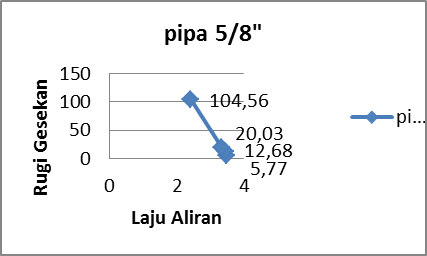 pipa 5/8"
Rugi Gesekan
150
100
50
0
104,56
20,03
12,68
5,77
0
2
4
Laju Aliran
pi...